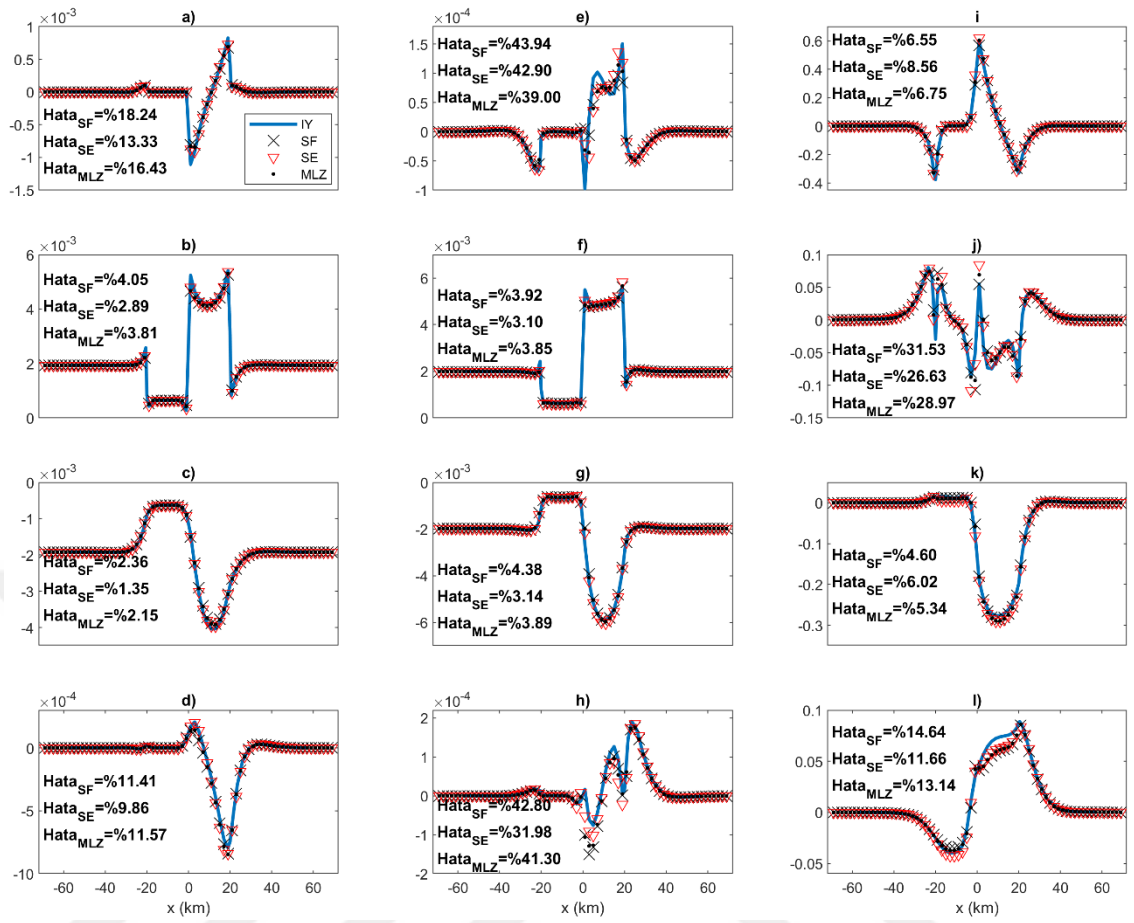 a)
×10⁻³
1
0.5
0
-0.5
-1
-1.5
Hata_SF=%18.24
Hata_SE=%13.33
Hata_MLZ=%16.43
IY
SF
SE
MLZ
e)
×10⁻⁴
1.5
1
0.5
0
-0.5
-1
Hata_SF=%43.94
Hata_SE=%42.90
Hata_MLZ=%39.00
i
0.6
0.4
0.2
0
-0.2
-0.4
Hata_SF=%6.55
Hata_SE=%8.56
Hata_MLZ=%6.75
b)
×10⁻³
6
4
2
0
Hata_SF=%4.05
Hata_SE=%2.89
Hata_MLZ=%3.81
f)
×10⁻³
6
4
2
0
Hata_SF=%3.92
Hata_SE=%3.10
Hata_MLZ=%3.85
j)
0.1
0.05
0
-0.05
-0.1
-0.15
Hata_SF=%31.53
Hata_SE=%26.63
Hata_MLZ=%28.97
c)
×10⁻³
0
-1
-2
-3
-4
Hata_SF=%2.36
Hata_SE=%1.35
Hata_MLZ=%2.15
g)
×10⁻³
0
-2
-4
-6
Hata_SF=%4.38
Hata_SE=%3.14
Hata_MLZ=%3.89
k)
0
-0.1
-0.2
-0.3
Hata_SF=%4.60
Hata_SE=%6.02
Hata_MLZ=%5.34
d)
×10⁻⁴
0
-5
-10
Hata_SF=%11.41
Hata_SE=%9.86
Hata_MLZ=%11.57
-60 -40 -20 0 20 40 60
x (km)
h)
×10⁻⁴
2
1
0
-1
-2
Hata_SF=%42.80
Hata_SE=%31.98
Hata_MLZ=%41.30
-60 -40 -20 0 20 40 60
x (km)
l)
0.1
0.05
0
-0.05
Hata_SF=%14.64
Hata_SE=%11.66
Hata_MLZ=%13.14
-60 -40 -20 0 20 40 60
x (km)